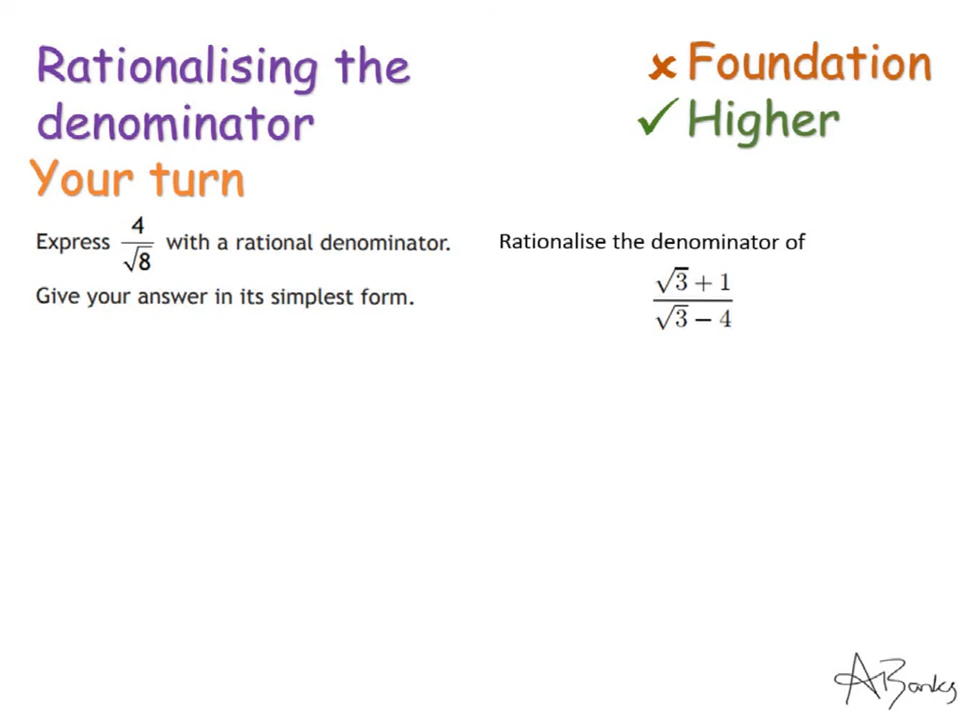 Rationalising the
denominator
Your turn
✗ Foundation
✓ Higher
Express 4/√8 with a rational denominator.
Give your answer in its simplest form.
Rationalise the denominator of
√3 + 1
√3 − 4
ABanks